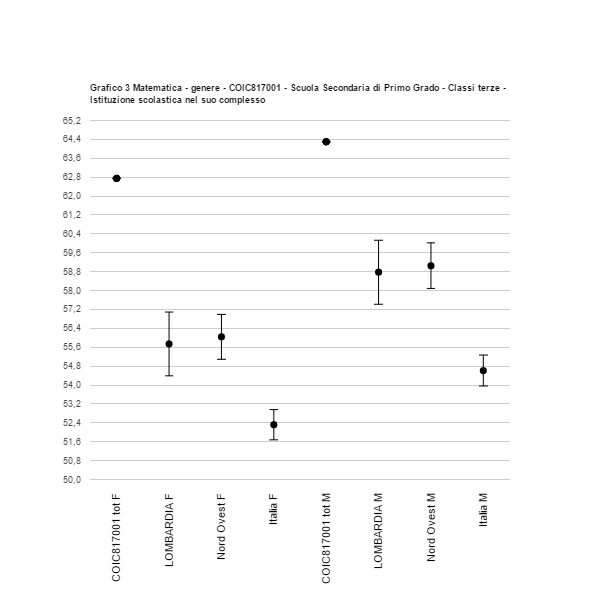 Grafico 3 Matematica - genere - COIC817001 - Scuola Secondaria di Primo Grado - Classi terze -
Istituzione scolastica nel suo complesso
65,2
64,4
63,6
62,8
62,0
61,2
60,4
59,6
58,8
58,0
57,2
56,4
55,6
54,8
54,0
53,2
52,4
51,6
50,8
50,0
COIC817001 tot F
LOMBARDIA F
Nord Ovest F
Italia F
COIC817001 tot M
LOMBARDIA M
Nord Ovest M
Italia M